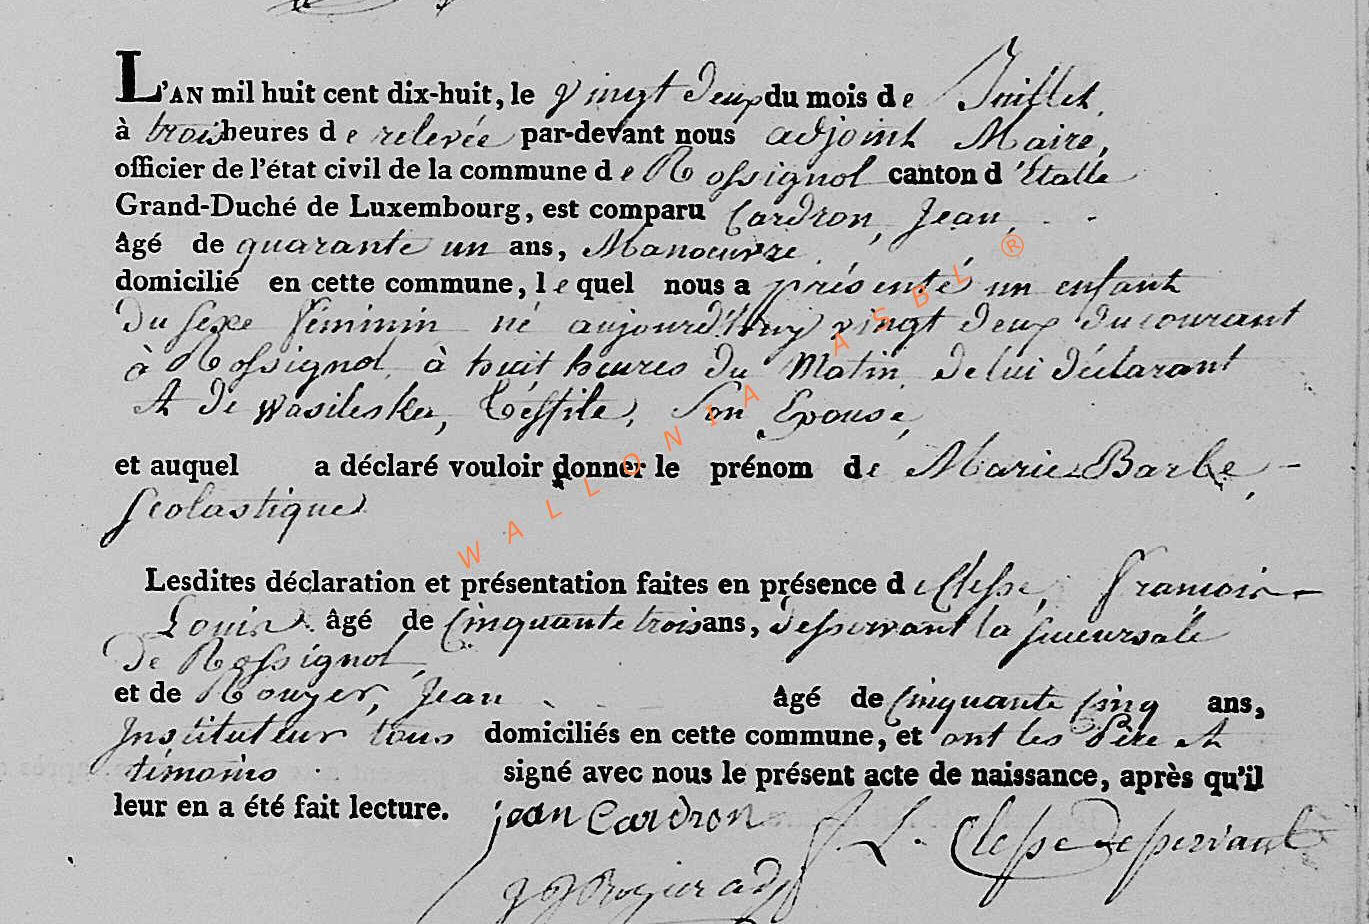 L'AN mil huit cent dix-huit, le vingt deux du mois de Juillet,
à trois heures de relevée par-devant nous adjoint Maire,
officier de l'état civil de la commune de Rossignol canton d'Etalle
Grand-Duché de Luxembourg, est comparu Cardron, Jean,
âgé de quarante un ans, Manouvre
domicilié en cette commune, lequel nous a présenté un enfant
du sexe féminin né aujourd'huy vingt deux du courant
à Rossignol, à huit heures du Matin, de lui déclarant
et de Wasilesku, Téffile, Son Epouse,
et auquel a déclaré vouloir donner le prénom de Marie Barbe,
Scolastique
Lesdites déclaration et présentation faites en présence de Clesse, François
Louis âgé de Cinquante trois ans, desservant la succursale
de Rossignol,
et de Rouyer, Jean âgé de Cinquante Cinq ans,
Instituteur tous domiciliés en cette commune, et ont les Père et
témoins signé avec nous le présent acte de naissance, après qu'il
leur en a été fait lecture. jean Cardron
f. L. Clesse desservant
WALLONIA ASBL ®